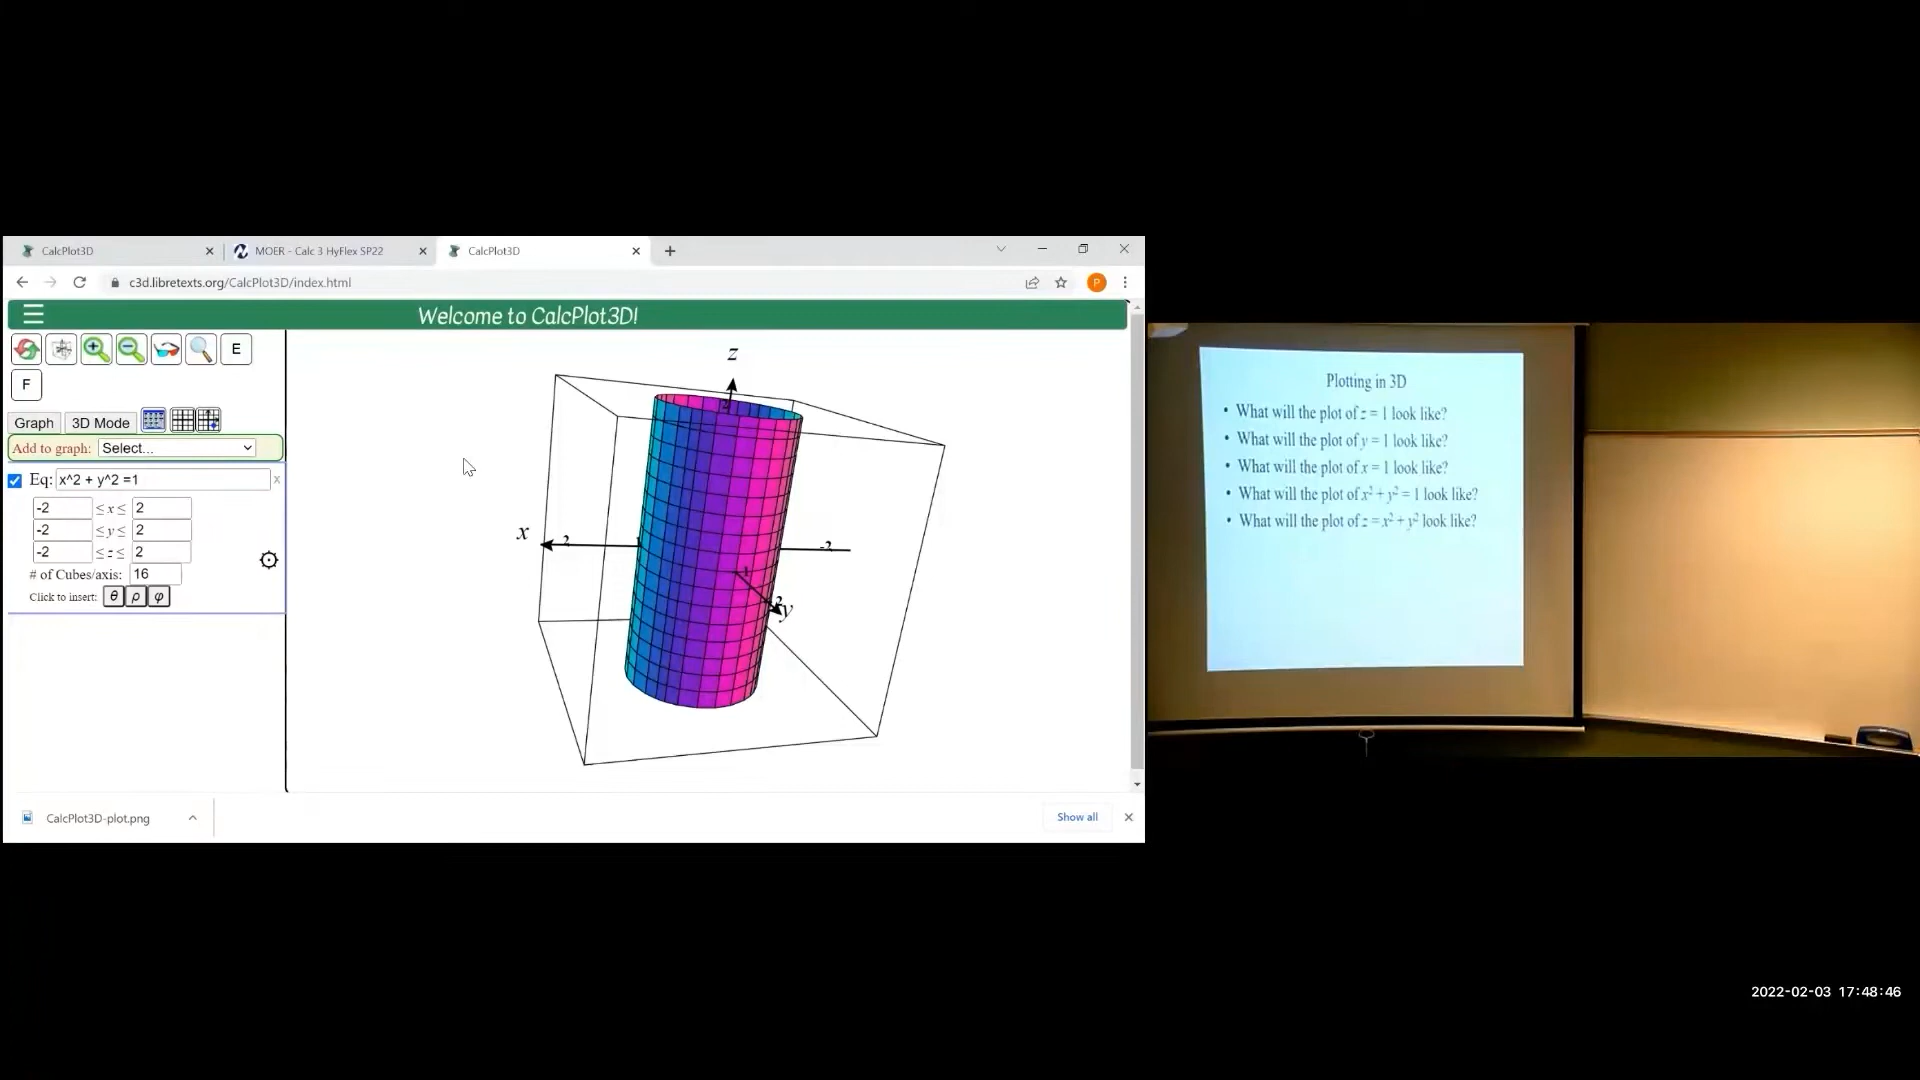 CalcPlot3D
MOER - Calc 3 HyFlex SP22
CalcPlot3D
c3d.libretexts.org/CalcPlot3D/index.html
P
Welcome to CalcPlot3D!
E
F
Graph 3D Mode
Add to graph: Select...
Eq: x^2 + y^2 =1 x
-2 ≤ x ≤ 2
-2 ≤ y ≤ 2
-2 ≤ z ≤ 2
# of Cubes/axis: 16
Click to insert: θ ρ φ
z
2
x
2
-2
1
2
y
CalcPlot3D-plot.png
Show all
Plotting in 3D
• What will the plot of z = 1 look like?
• What will the plot of y = 1 look like?
• What will the plot of x = 1 look like?
• What will the plot of x² + y² = 1 look like?
• What will the plot of z = x² + y² look like?
2022-02-03 17:48:46